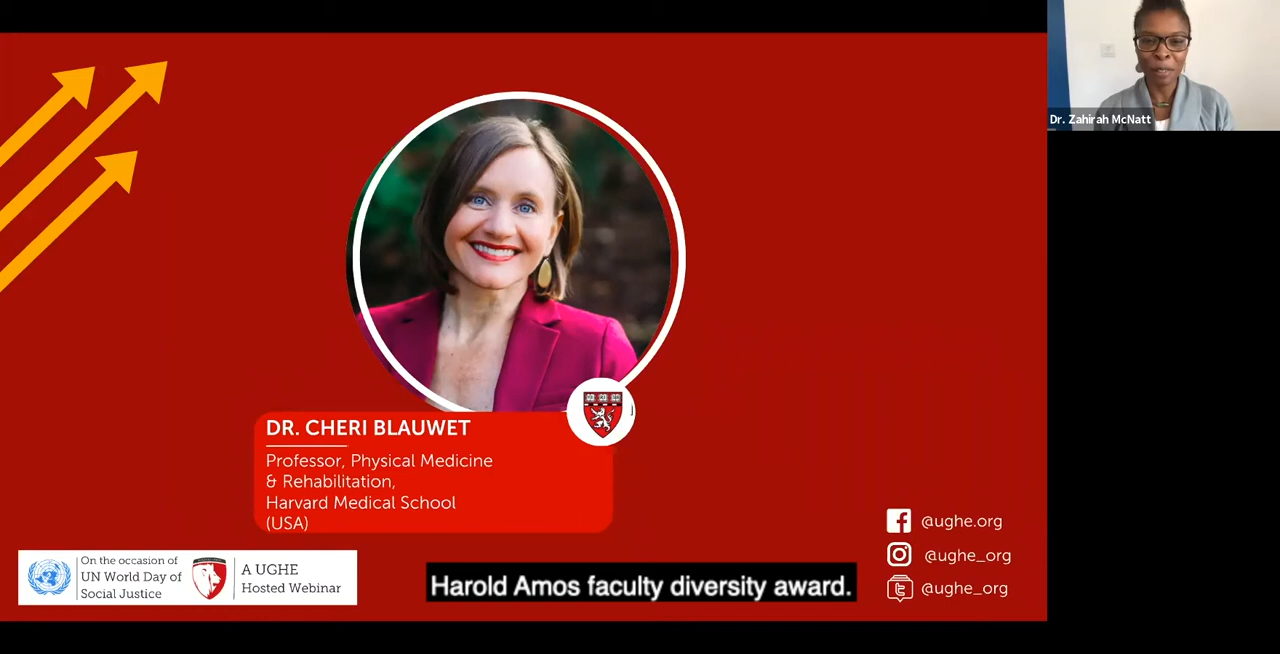 Dr. Zahirah McNatt
DR. CHERI BLAUWET
Professor, Physical Medicine
& Rehabilitation,
Harvard Medical School
(USA)
On the occasion of
UN World Day of
Social Justice
A UGHE
Hosted Webinar
Harold Amos faculty diversity award.
@ughe.org
@ughe_org
@ughe_org